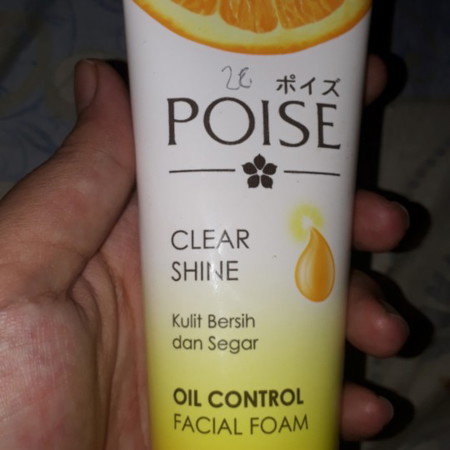 ポイズ
POISE
CLEAR
SHINE
Kulit Bersih
dan Segar
OIL CONTROL
FACIAL FOAM